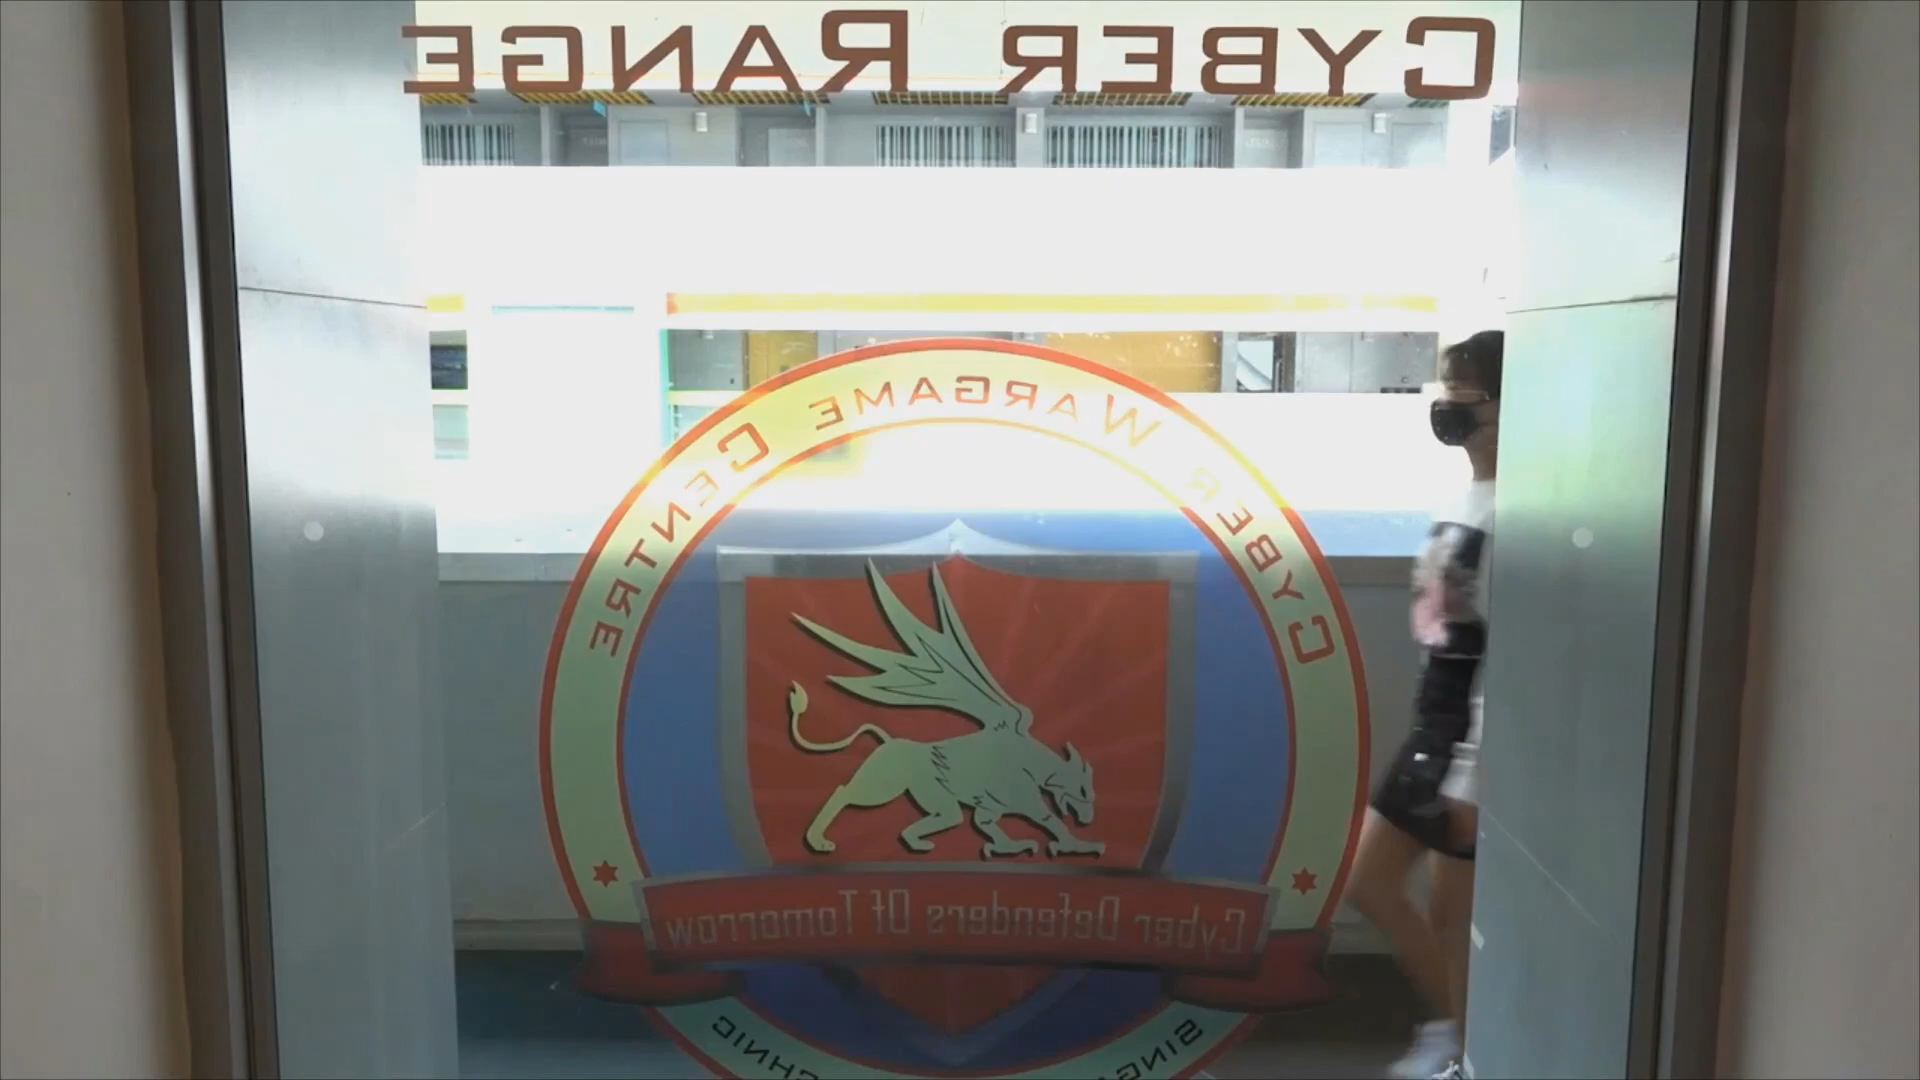 CYBER RANGE
CYBER WARGAME CENTRE
Cyber Defenders Of Tomorrow